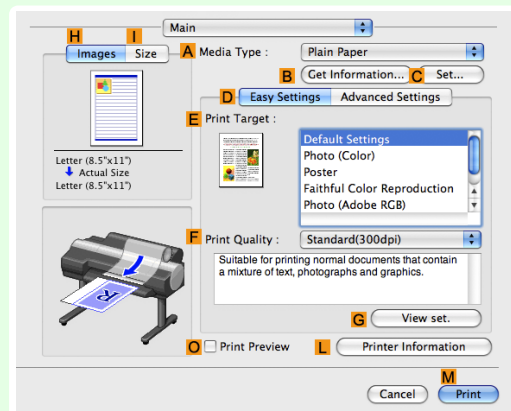 Main
H I
Images Size
A Media Type : Plain Paper
B Get Information... C Set...
D Easy Settings Advanced Settings
E Print Target :
Default Settings
Photo (Color)
Poster
Faithful Color Reproduction
Photo (Adobe RGB)
Letter (8.5"x11")
Actual Size
Letter (8.5"x11")
F Print Quality : Standard(300dpi)
Suitable for printing normal documents that contain
a mixture of text, photographs and graphics.
G View set.
O Print Preview L Printer Information
M
Cancel Print
R